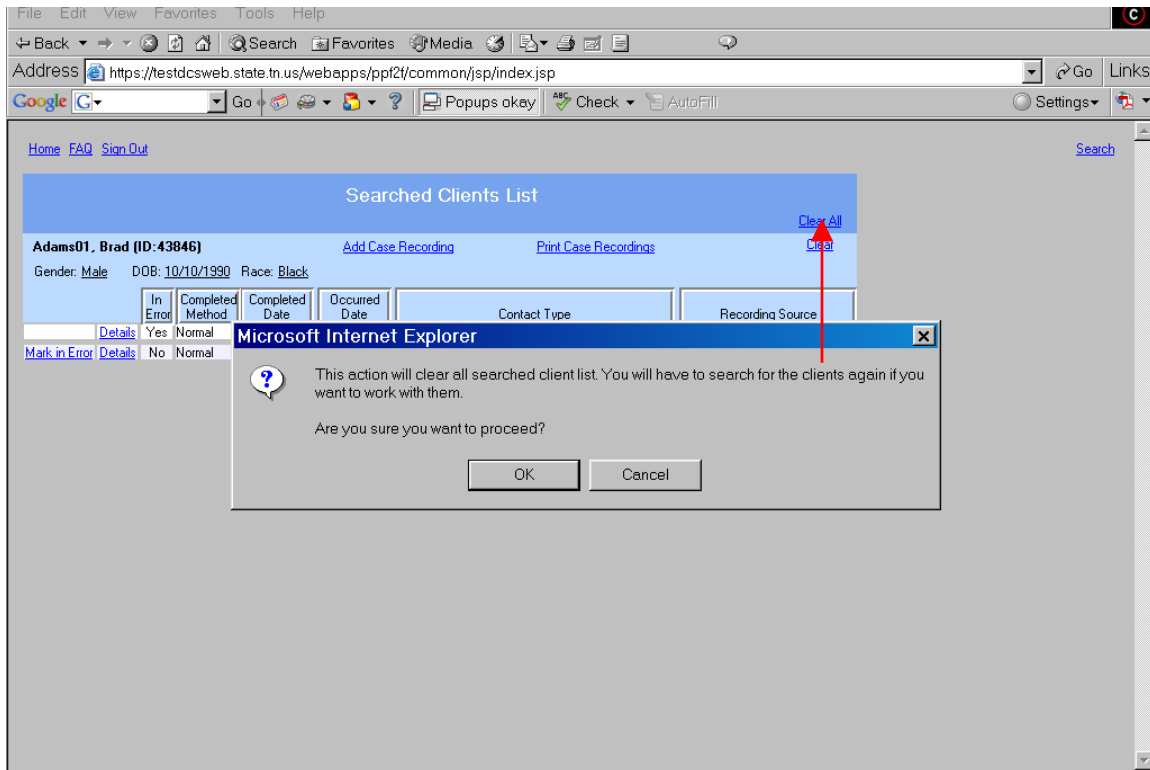 File Edit View Favorites Tools Help
Back Search Favorites Media
Address https://testdcsweb.state.tn.us/webapps/ppf2f/common/jsp/index.jsp Go Links
Google G Go Popups okay ABC Check AutoFill Settings
Home FAQ Sign Out Search
Searched Clients List
Clear All
Adams01, Brad (ID:43846) Add Case Recording Print Case Recordings Clear
Gender: Male DOB: 10/10/1990 Race: Black
In Error Completed Method Completed Date Occurred Date Contact Type Recording Source
Details Yes Normal
Mark in Error Details No Normal
Microsoft Internet Explorer
This action will clear all searched client list. You will have to search for the clients again if you
want to work with them.
Are you sure you want to proceed?
OK Cancel